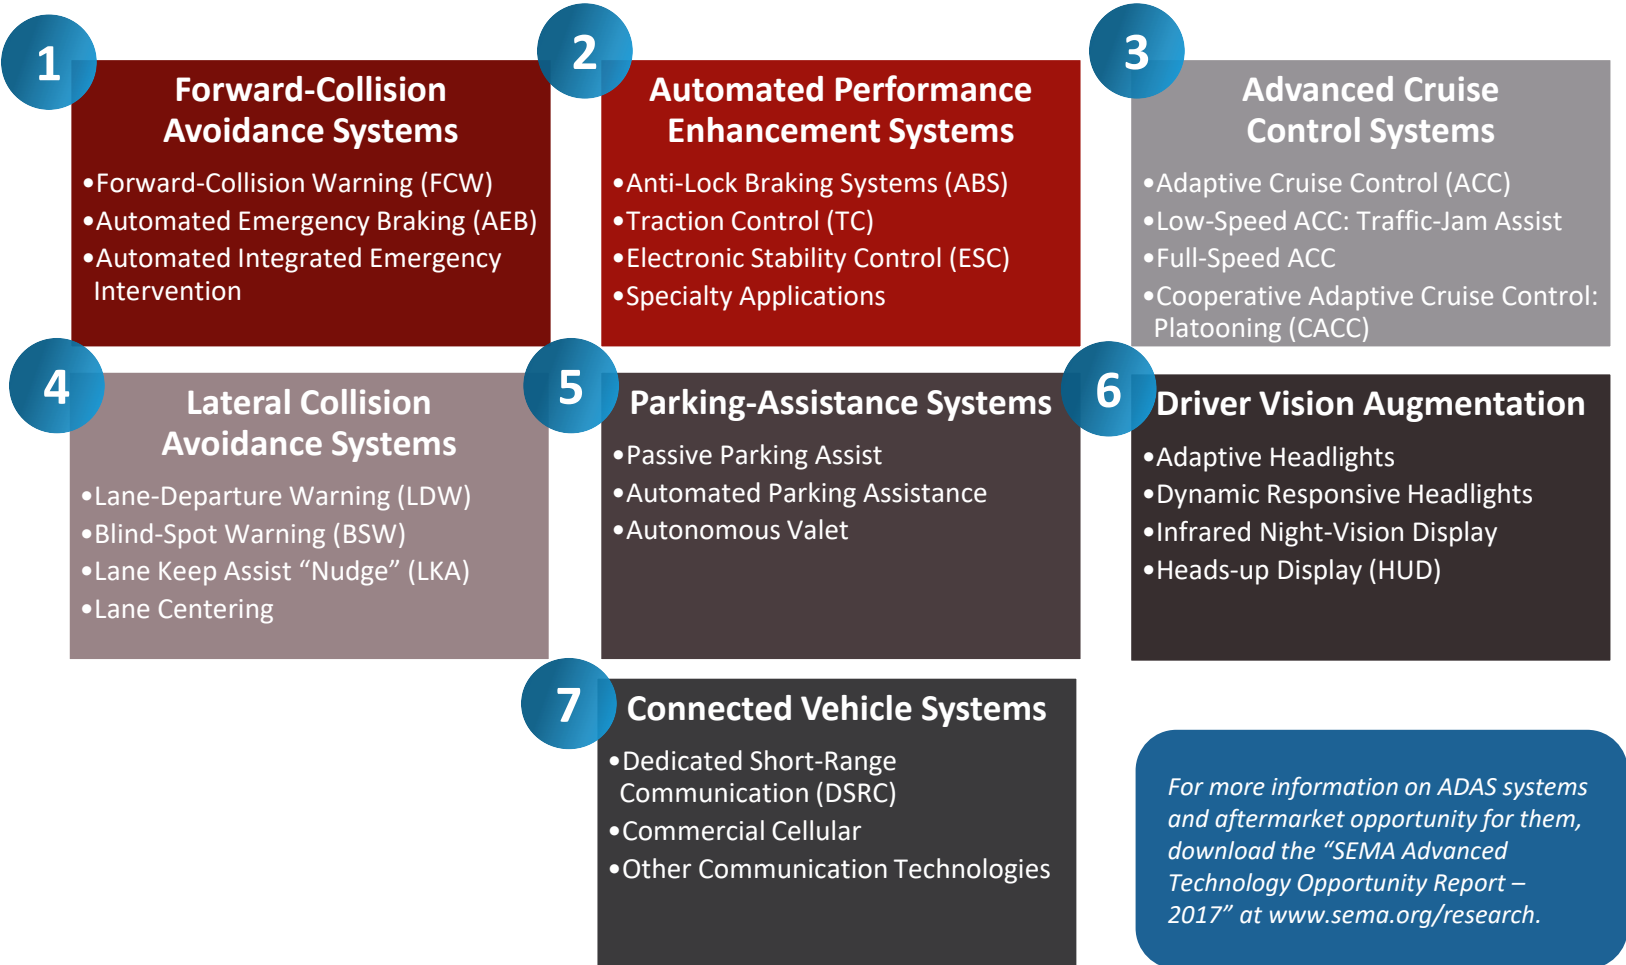 1
Forward-Collision
Avoidance Systems
•Forward-Collision Warning (FCW)
•Automated Emergency Braking (AEB)
•Automated Integrated Emergency
Intervention
2
Automated Performance
Enhancement Systems
•Anti-Lock Braking Systems (ABS)
•Traction Control (TC)
•Electronic Stability Control (ESC)
•Specialty Applications
3
Advanced Cruise
Control Systems
•Adaptive Cruise Control (ACC)
•Low-Speed ACC: Traffic-Jam Assist
•Full-Speed ACC
•Cooperative Adaptive Cruise Control:
Platooning (CACC)
4
Lateral Collision
Avoidance Systems
•Lane-Departure Warning (LDW)
•Blind-Spot Warning (BSW)
•Lane Keep Assist “Nudge” (LKA)
•Lane Centering
5
Parking-Assistance Systems
•Passive Parking Assist
•Automated Parking Assistance
•Autonomous Valet
6
Driver Vision Augmentation
•Adaptive Headlights
•Dynamic Responsive Headlights
•Infrared Night-Vision Display
•Heads-up Display (HUD)
7
Connected Vehicle Systems
•Dedicated Short-Range
Communication (DSRC)
•Commercial Cellular
•Other Communication Technologies
For more information on ADAS systems
and aftermarket opportunity for them,
download the “SEMA Advanced
Technology Opportunity Report –
2017” at www.sema.org/research.